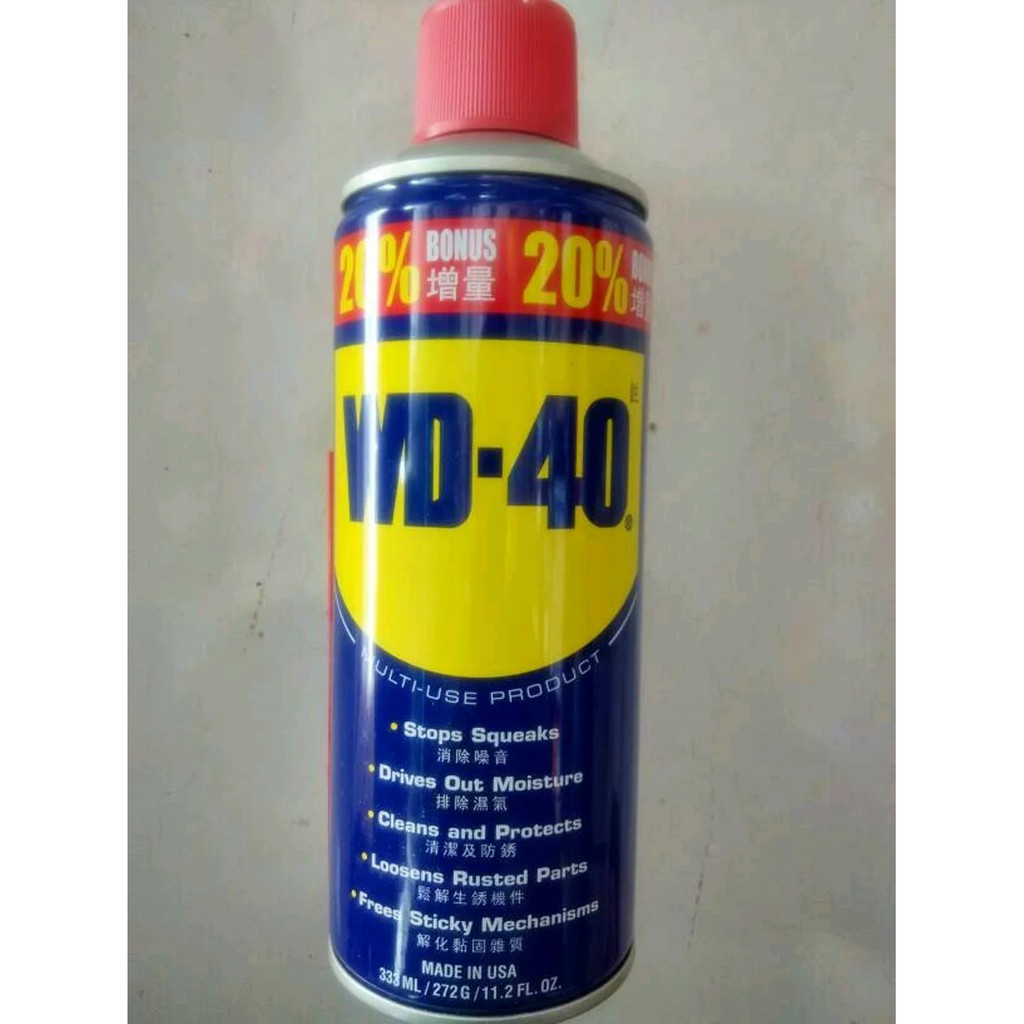 20% BONUS 增量 20% BONUS 增量
WD-40®
MULTI-USE PRODUCT
• Stops Squeaks
消除噪音
• Drives Out Moisture
排除濕氣
• Cleans and Protects
清潔及防銹
• Loosens Rusted Parts
鬆解生銹機件
• Frees Sticky Mechanisms
解化黏固雜質
MADE IN USA
333 ML / 272 G / 11.2 FL. OZ.